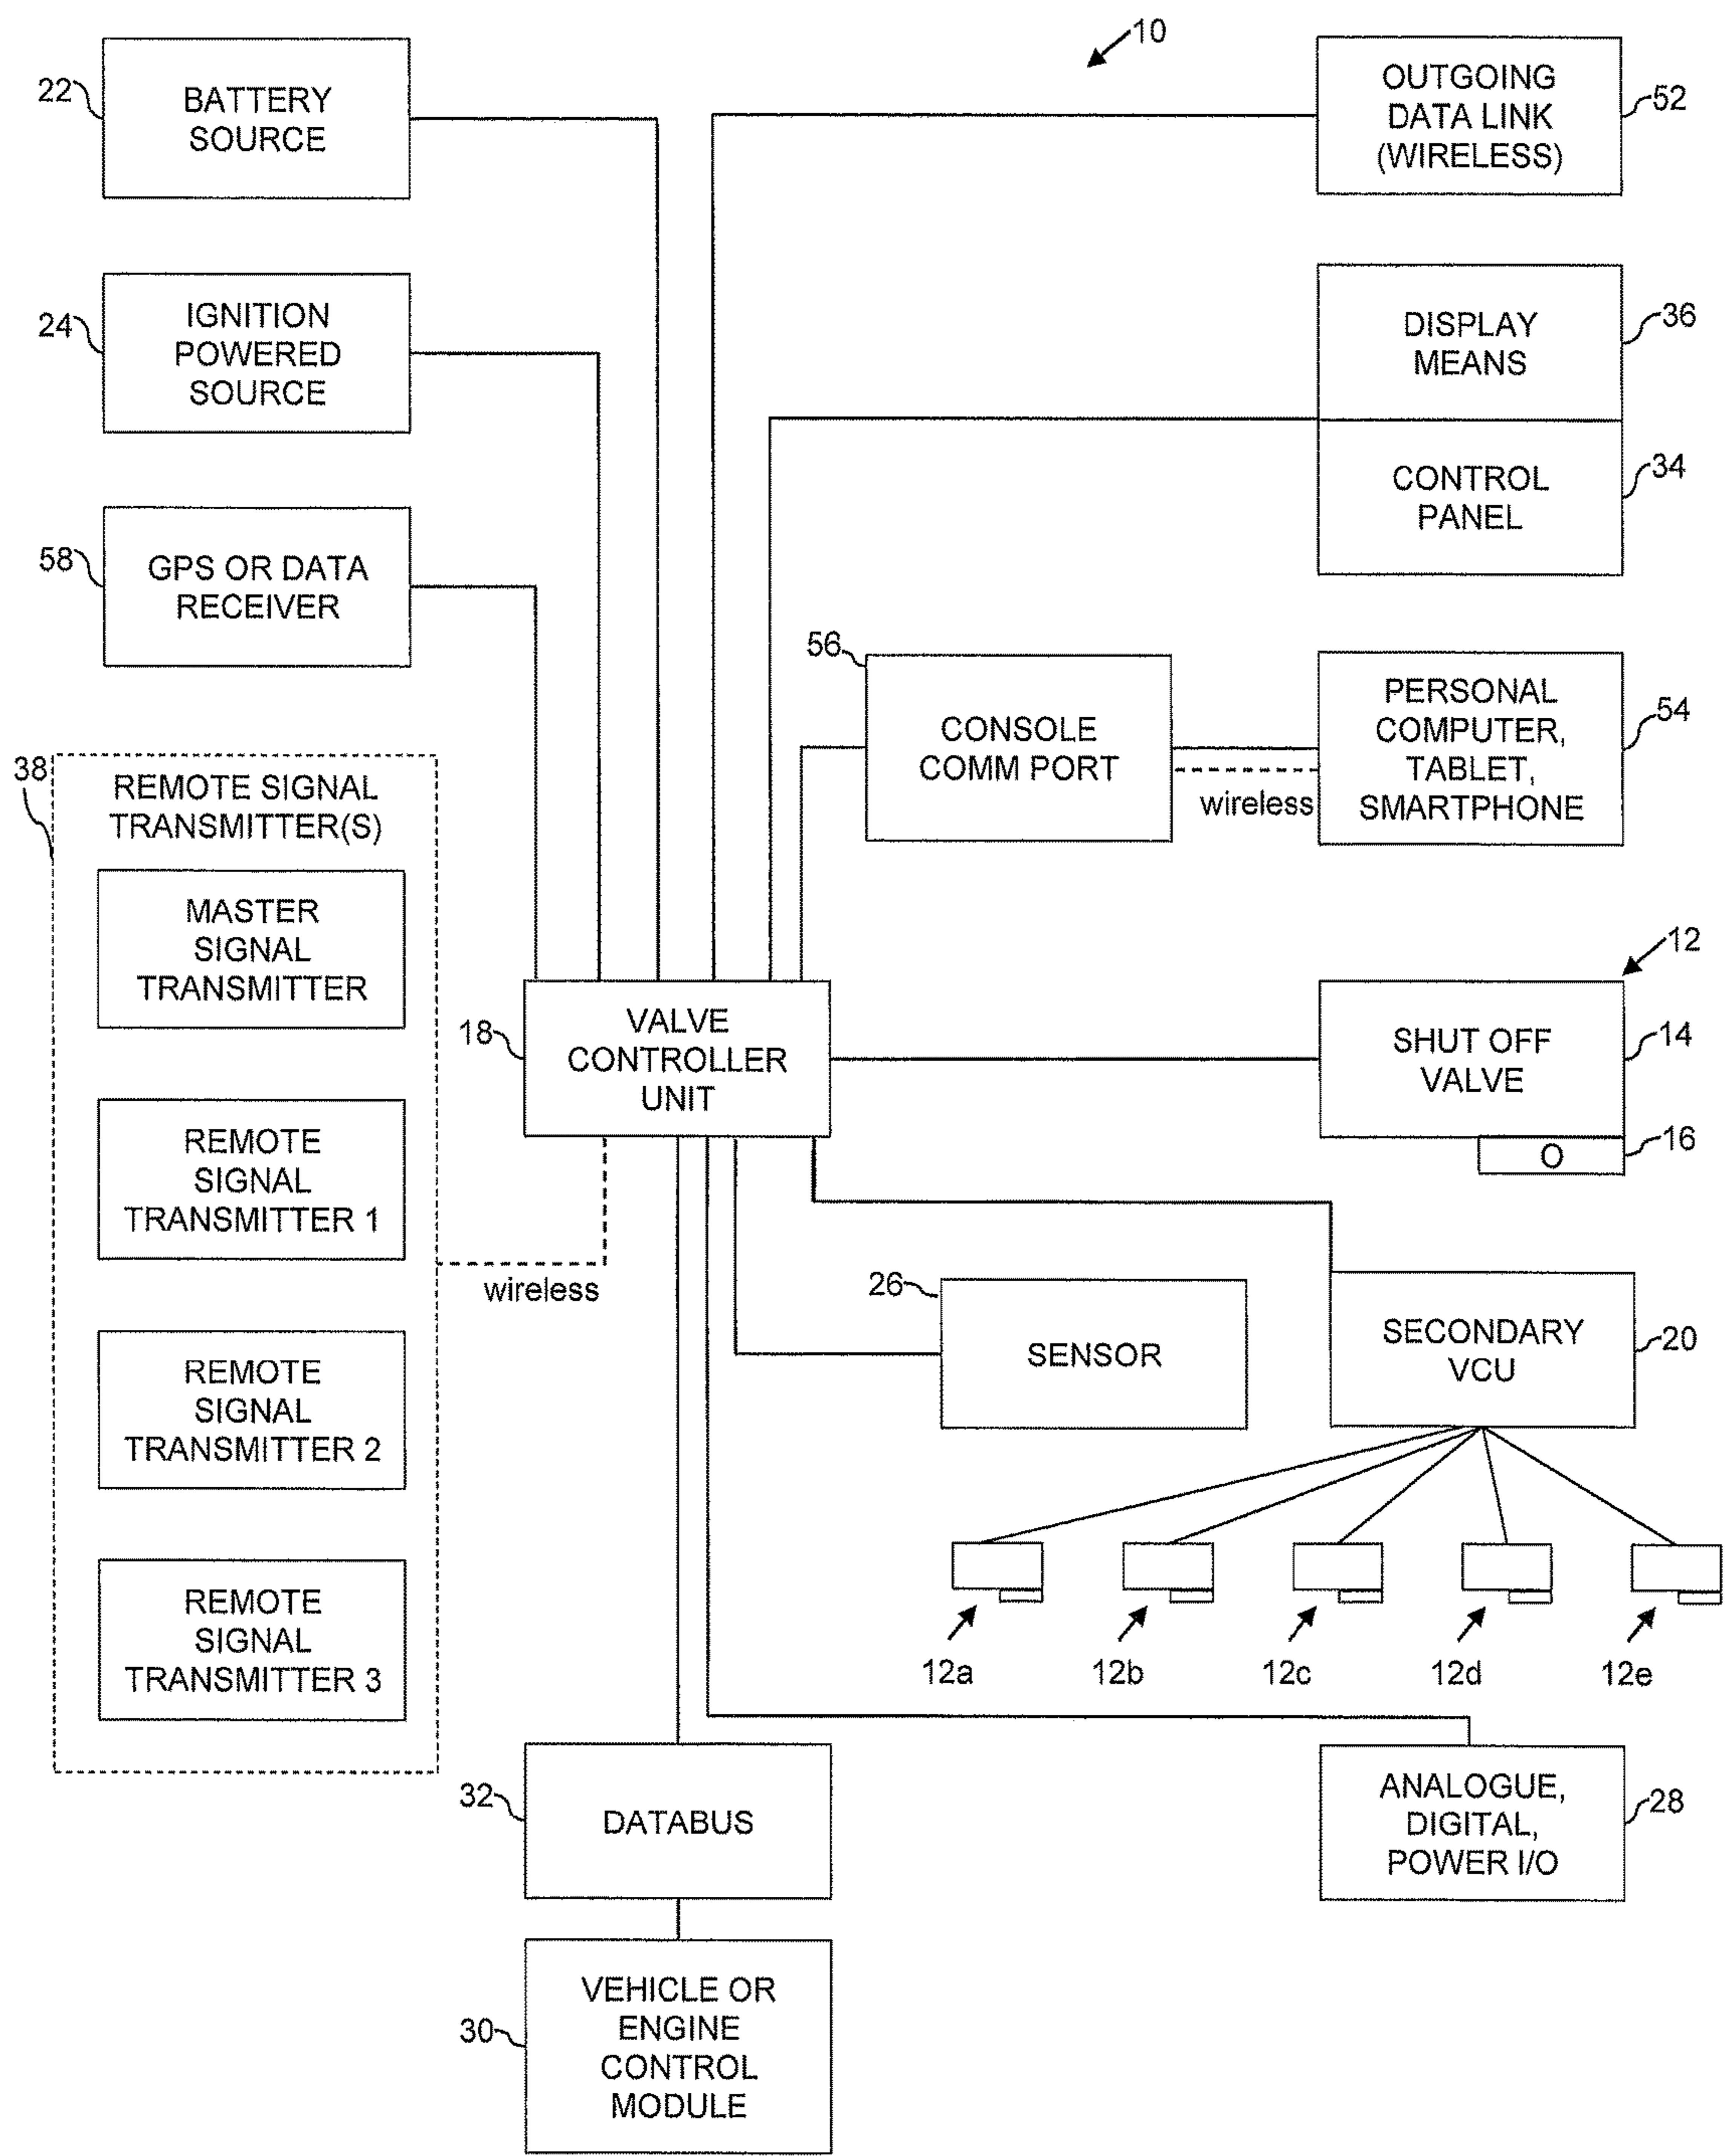 10
22
BATTERY
SOURCE
OUTGOING
DATA LINK
(WIRELESS)
52
24
IGNITION
POWERED
SOURCE
DISPLAY
MEANS
36
CONTROL
PANEL
34
58
GPS OR DATA
RECEIVER
56
CONSOLE
COMM PORT
wireless
PERSONAL
COMPUTER,
TABLET,
SMARTPHONE
54
38
REMOTE SIGNAL
TRANSMITTER(S)
MASTER
SIGNAL
TRANSMITTER
REMOTE
SIGNAL
TRANSMITTER 1
REMOTE
SIGNAL
TRANSMITTER 2
REMOTE
SIGNAL
TRANSMITTER 3
wireless
18
VALVE
CONTROLLER
UNIT
12
SHUT OFF
VALVE
14
O
16
26
SENSOR
SECONDARY
VCU
20
12a
12b
12c
12d
12e
32
DATABUS
ANALOGUE,
DIGITAL,
POWER I/O
28
30
VEHICLE OR
ENGINE
CONTROL
MODULE